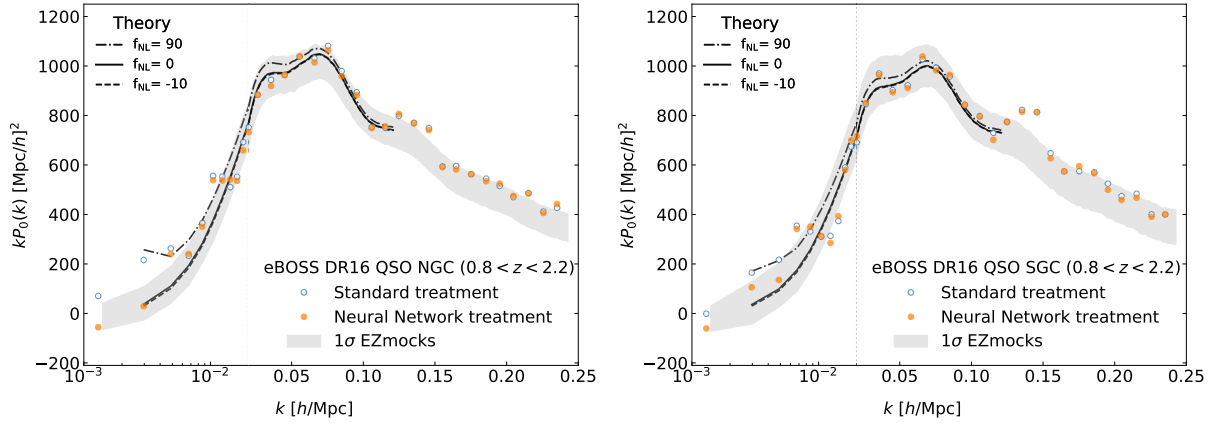 Theory
f_NL= 90
f_NL= 0
f_NL= -10
1200
1000
800
600
400
200
0
−200
kP₀(k) [Mpc/h]²
eBOSS DR16 QSO NGC (0.8 < z < 2.2)
Standard treatment
Neural Network treatment
1σ EZmocks
10⁻³ 10⁻² 0.05 0.10 0.15 0.20 0.25
k [h/Mpc]
Theory
f_NL= 90
f_NL= 0
f_NL= -10
1200
1000
800
600
400
200
0
−200
kP₀(k) [Mpc/h]²
eBOSS DR16 QSO SGC (0.8 < z < 2.2)
Standard treatment
Neural Network treatment
1σ EZmocks
10⁻³ 10⁻² 0.05 0.10 0.15 0.20 0.25
k [h/Mpc]